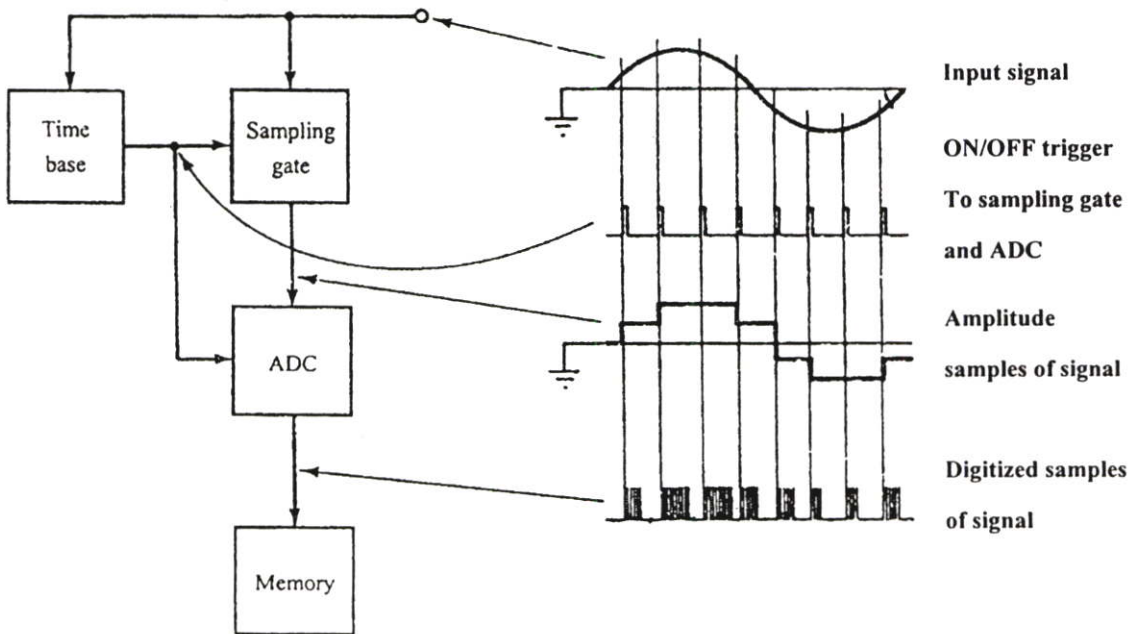 Time
base
Sampling
gate
ADC
Memory
Input signal
ON/OFF trigger
To sampling gate
and ADC
Amplitude
samples of signal
Digitized samples
of signal